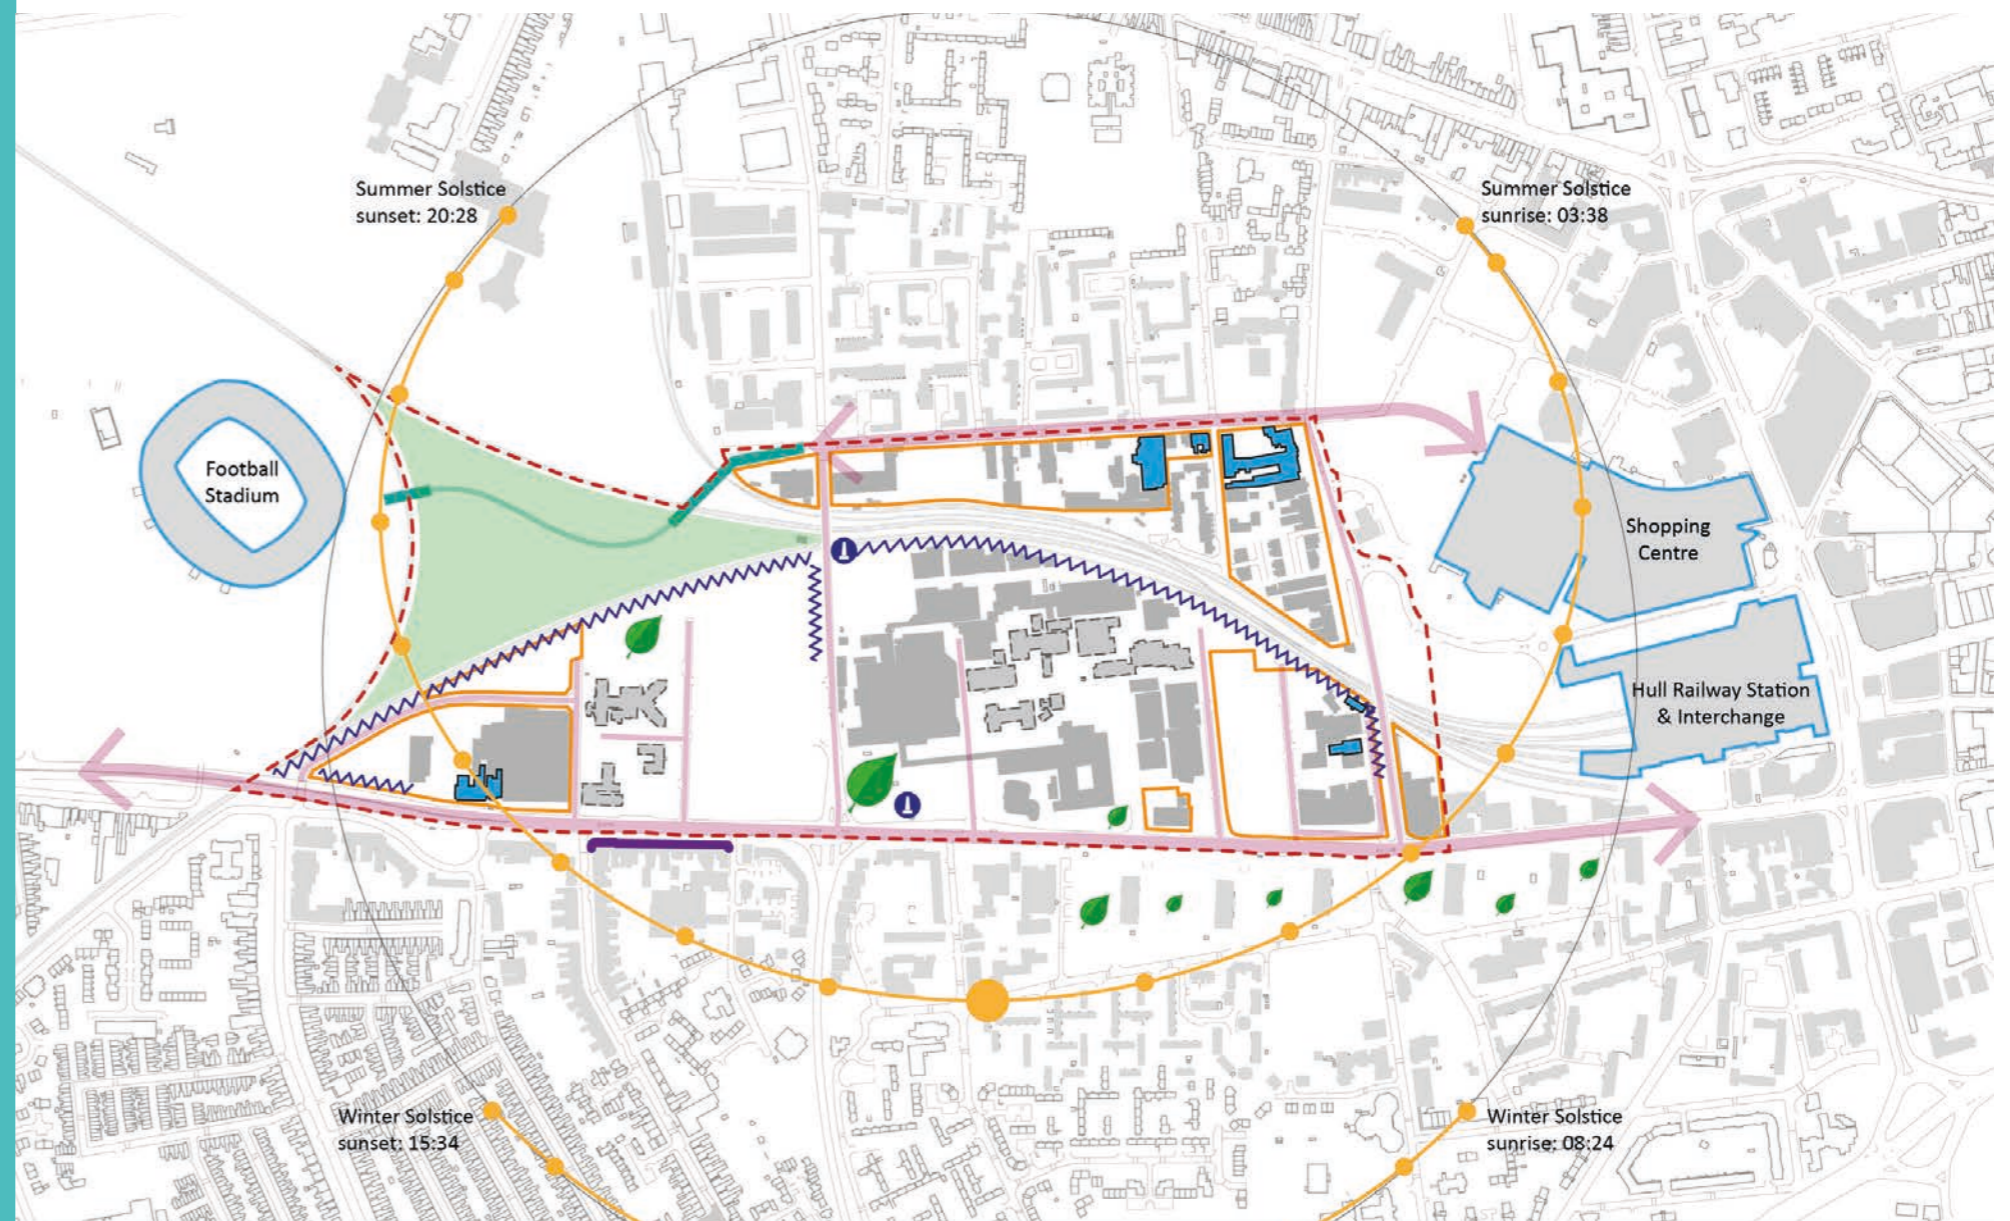 Summer Solstice
sunset: 20:28
Summer Solstice
sunrise: 03:38
Football
Stadium
Shopping
Centre
Hull Railway Station
& Interchange
Winter Solstice
sunset: 15:34
Winter Solstice
sunrise: 08:24